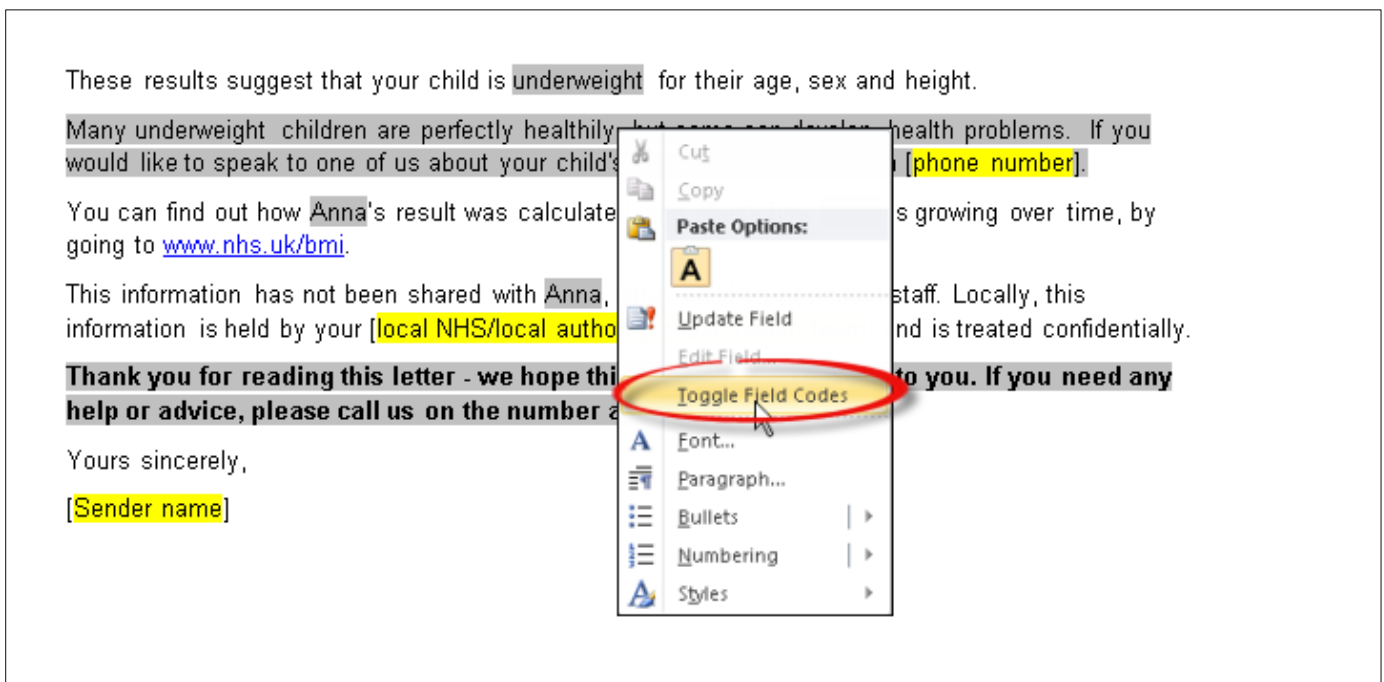 These results suggest that your child is underweight for their age, sex and height.
Many underweight children are perfectly healthily, but some can develop health problems. If you
would like to speak to one of us about your child's [phone number].
You can find out how Anna's result was calculate s growing over time, by
going to www.nhs.uk/bmi.
This information has not been shared with Anna, staff. Locally, this
information is held by your [local NHS/local autho nd is treated confidentially.
Thank you for reading this letter - we hope thi to you. If you need any
help or advice, please call us on the number a
Yours sincerely,
[Sender name]
Cut
Copy
Paste Options:
A
Update Field
Edit Field...
Toggle Field Codes
Font...
Paragraph...
Bullets
Numbering
Styles